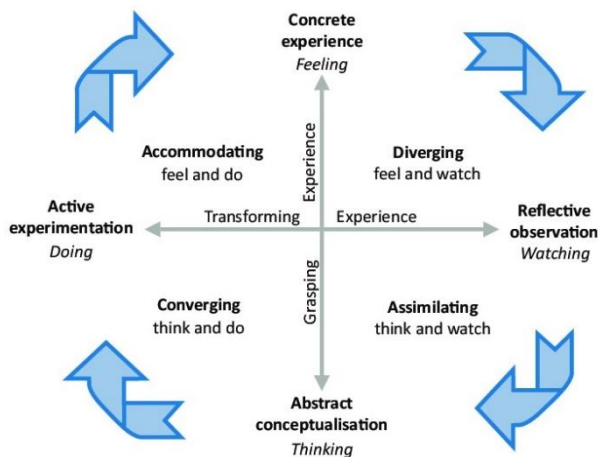 Concrete
experience
Feeling
Accommodating
feel and do
Experience
Diverging
feel and watch
Active
experimentation
Doing
Transforming
Experience
Reflective
observation
Watching
Grasping
Converging
think and do
Assimilating
think and watch
Abstract
conceptualisation
Thinking